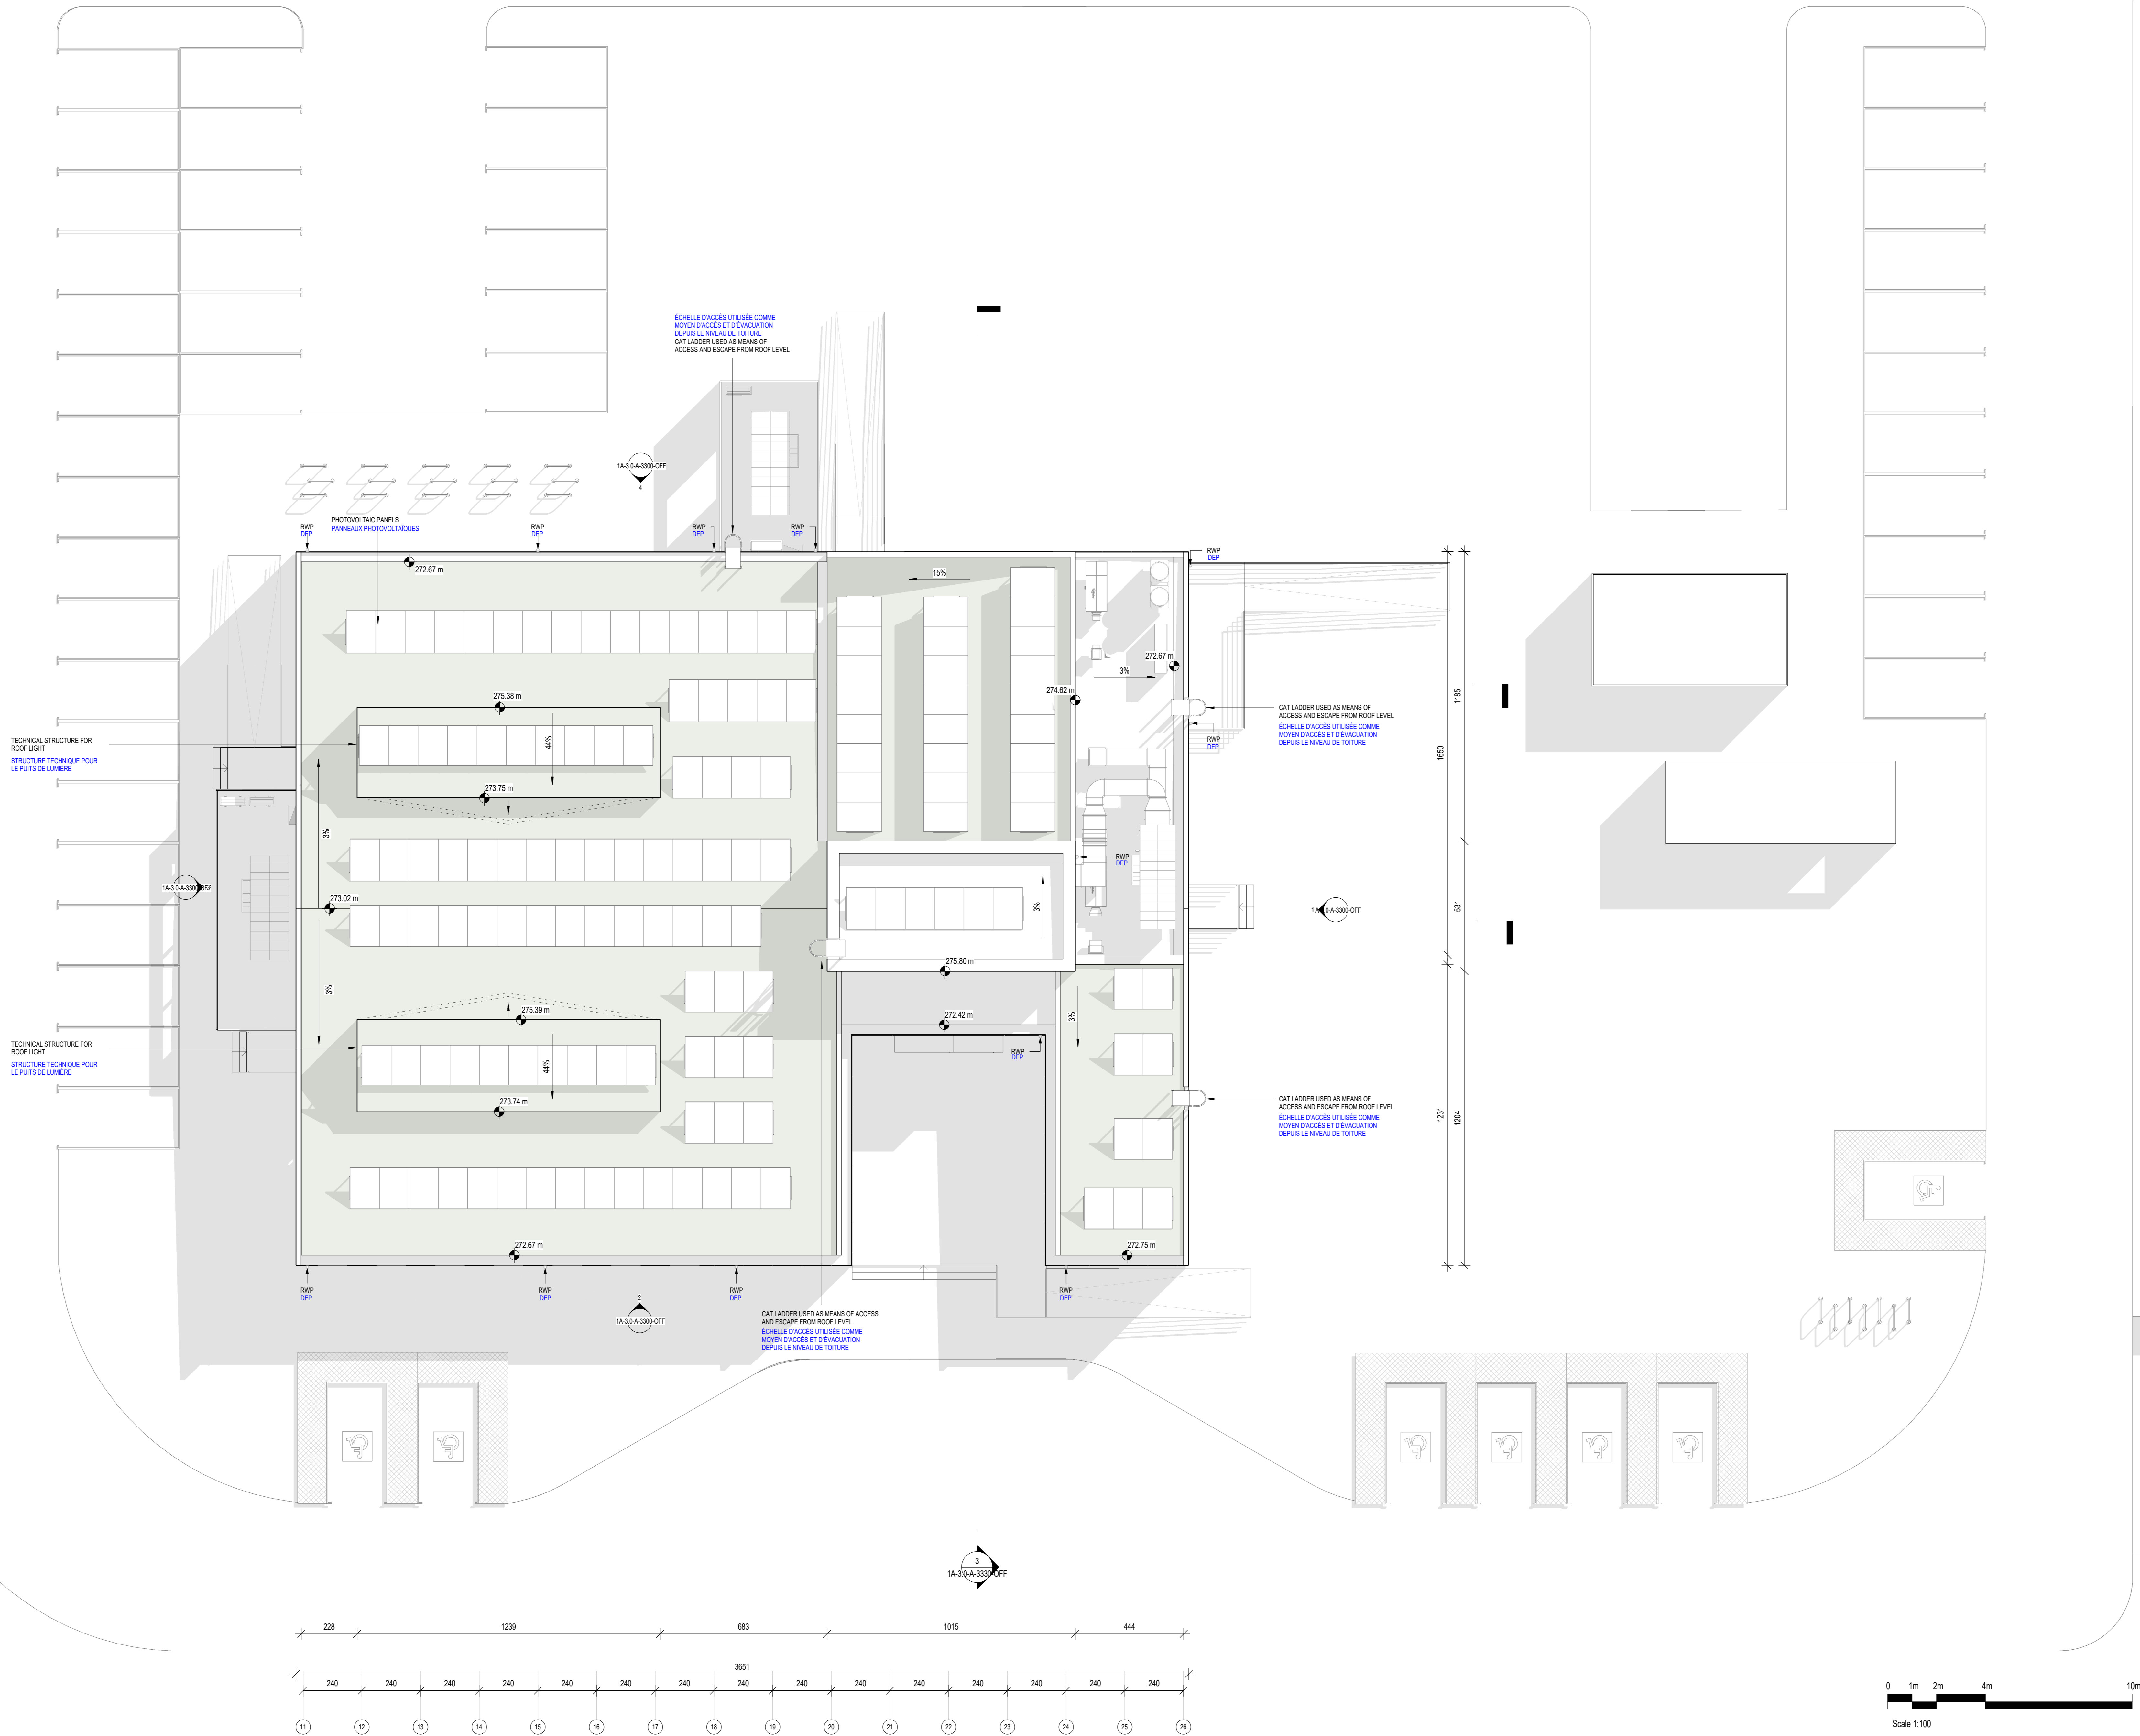 ÉCHELLE D'ACCÈS UTILISÉE COMME
MOYEN D'ACCÈS ET D'ÉVACUATION
DEPUIS LE NIVEAU DE TOITURE
CAT LADDER USED AS MEANS OF
ACCESS AND ESCAPE FROM ROOF LEVEL
1A-3.0-A-3300-OFF
4
PHOTOVOLTAIC PANELS
PANNEAUX PHOTOVOLTAÏQUES
RWP
DEP
RWP
DEP
RWP
DEP
RWP
DEP
RWP
DEP
272.67 m
15%
3%
272.67 m
274.62 m
275.38 m
44%
273.75 m
3%
TECHNICAL STRUCTURE FOR
ROOF LIGHT
STRUCTURE TECHNIQUE POUR
LE PUITS DE LUMIÈRE
CAT LADDER USED AS MEANS OF
ACCESS AND ESCAPE FROM ROOF LEVEL
ÉCHELLE D'ACCÈS UTILISÉE COMME
MOYEN D'ACCÈS ET D'ÉVACUATION
DEPUIS LE NIVEAU DE TOITURE
RWP
DEP
1185
1650
RWP
DEP
1A-3.0-A-3300-OFF
273.02 m
3%
531
275.80 m
3%
275.39 m
272.42 m
3%
RWP
DEP
44%
273.74 m
TECHNICAL STRUCTURE FOR
ROOF LIGHT
STRUCTURE TECHNIQUE POUR
LE PUITS DE LUMIÈRE
CAT LADDER USED AS MEANS OF
ACCESS AND ESCAPE FROM ROOF LEVEL
ÉCHELLE D'ACCÈS UTILISÉE COMME
MOYEN D'ACCÈS ET D'ÉVACUATION
DEPUIS LE NIVEAU DE TOITURE
1231
1204
272.67 m
272.75 m
RWP
DEP
RWP
DEP
RWP
DEP
RWP
DEP
2
1A-3.0-A-3300-OFF
CAT LADDER USED AS MEANS OF ACCESS
AND ESCAPE FROM ROOF LEVEL
ÉCHELLE D'ACCÈS UTILISÉE COMME
MOYEN D'ACCÈS ET D'ÉVACUATION
DEPUIS LE NIVEAU DE TOITURE
3
1A-3.0-A-3330-OFF
228 1239 683 1015 444
3651
240 240 240 240 240 240 240 240 240 240 240 240 240 240 240
11 12 13 14 15 16 17 18 19 20 21 22 23 24 25 26
0 1m 2m 4m 10m
Scale 1:100